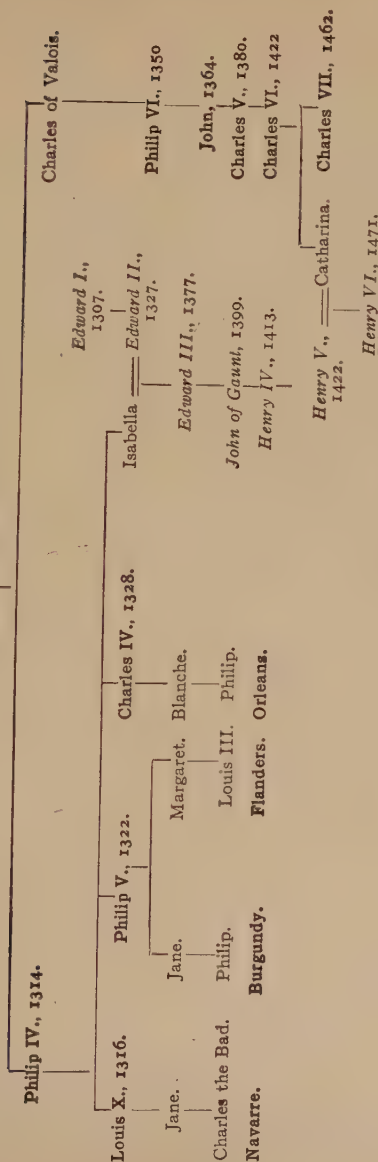 Philip IV., 1314.
Charles of Valois.
Louis X., 1316.
Philip V., 1322.
Charles IV., 1328.
Isabella
Edward II.,
1327.
Edward I.,
1307.
Philip VI., 1350
Jane.
Jane.
Margaret.
Blanche.
Edward III., 1377.
John, 1364.
Charles the Bad.
Philip.
Louis III.
Philip.
John of Gaunt, 1399.
Charles V., 1380.
Navarre.
Burgundy.
Flanders.
Orleans.
Henry IV., 1413.
Charles VI., 1422
Henry V.,
1422.
Catharina.
Charles VII., 1462.
Henry VI., 1471.